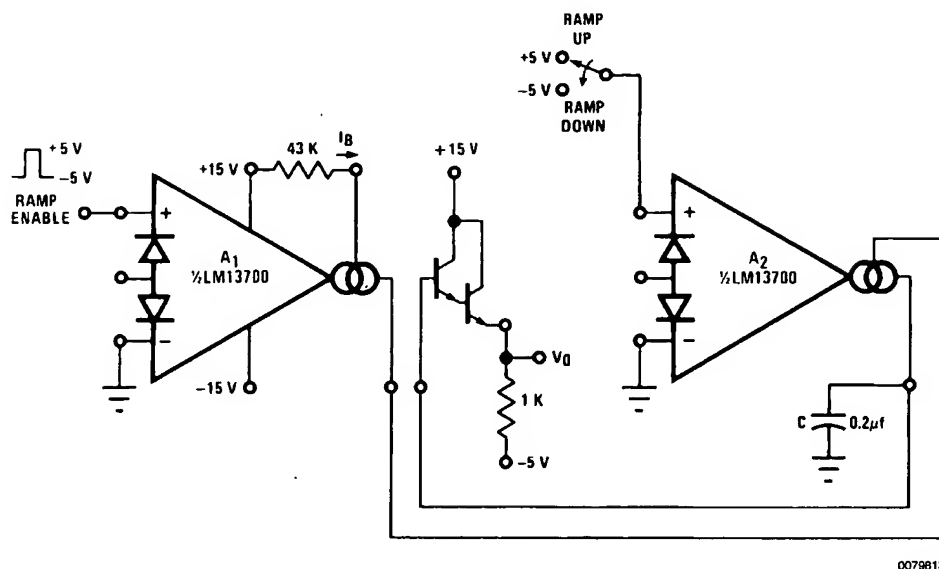 RAMP
UP
+5 V
−5 V
RAMP
DOWN
+5 V
−5 V
RAMP
ENABLE
+15 V
43 K
IB
+15 V
+
A1
½LM13700
−
−15 V
VO
1 K
−5 V
+
A2
½LM13700
−
C
0.2μf